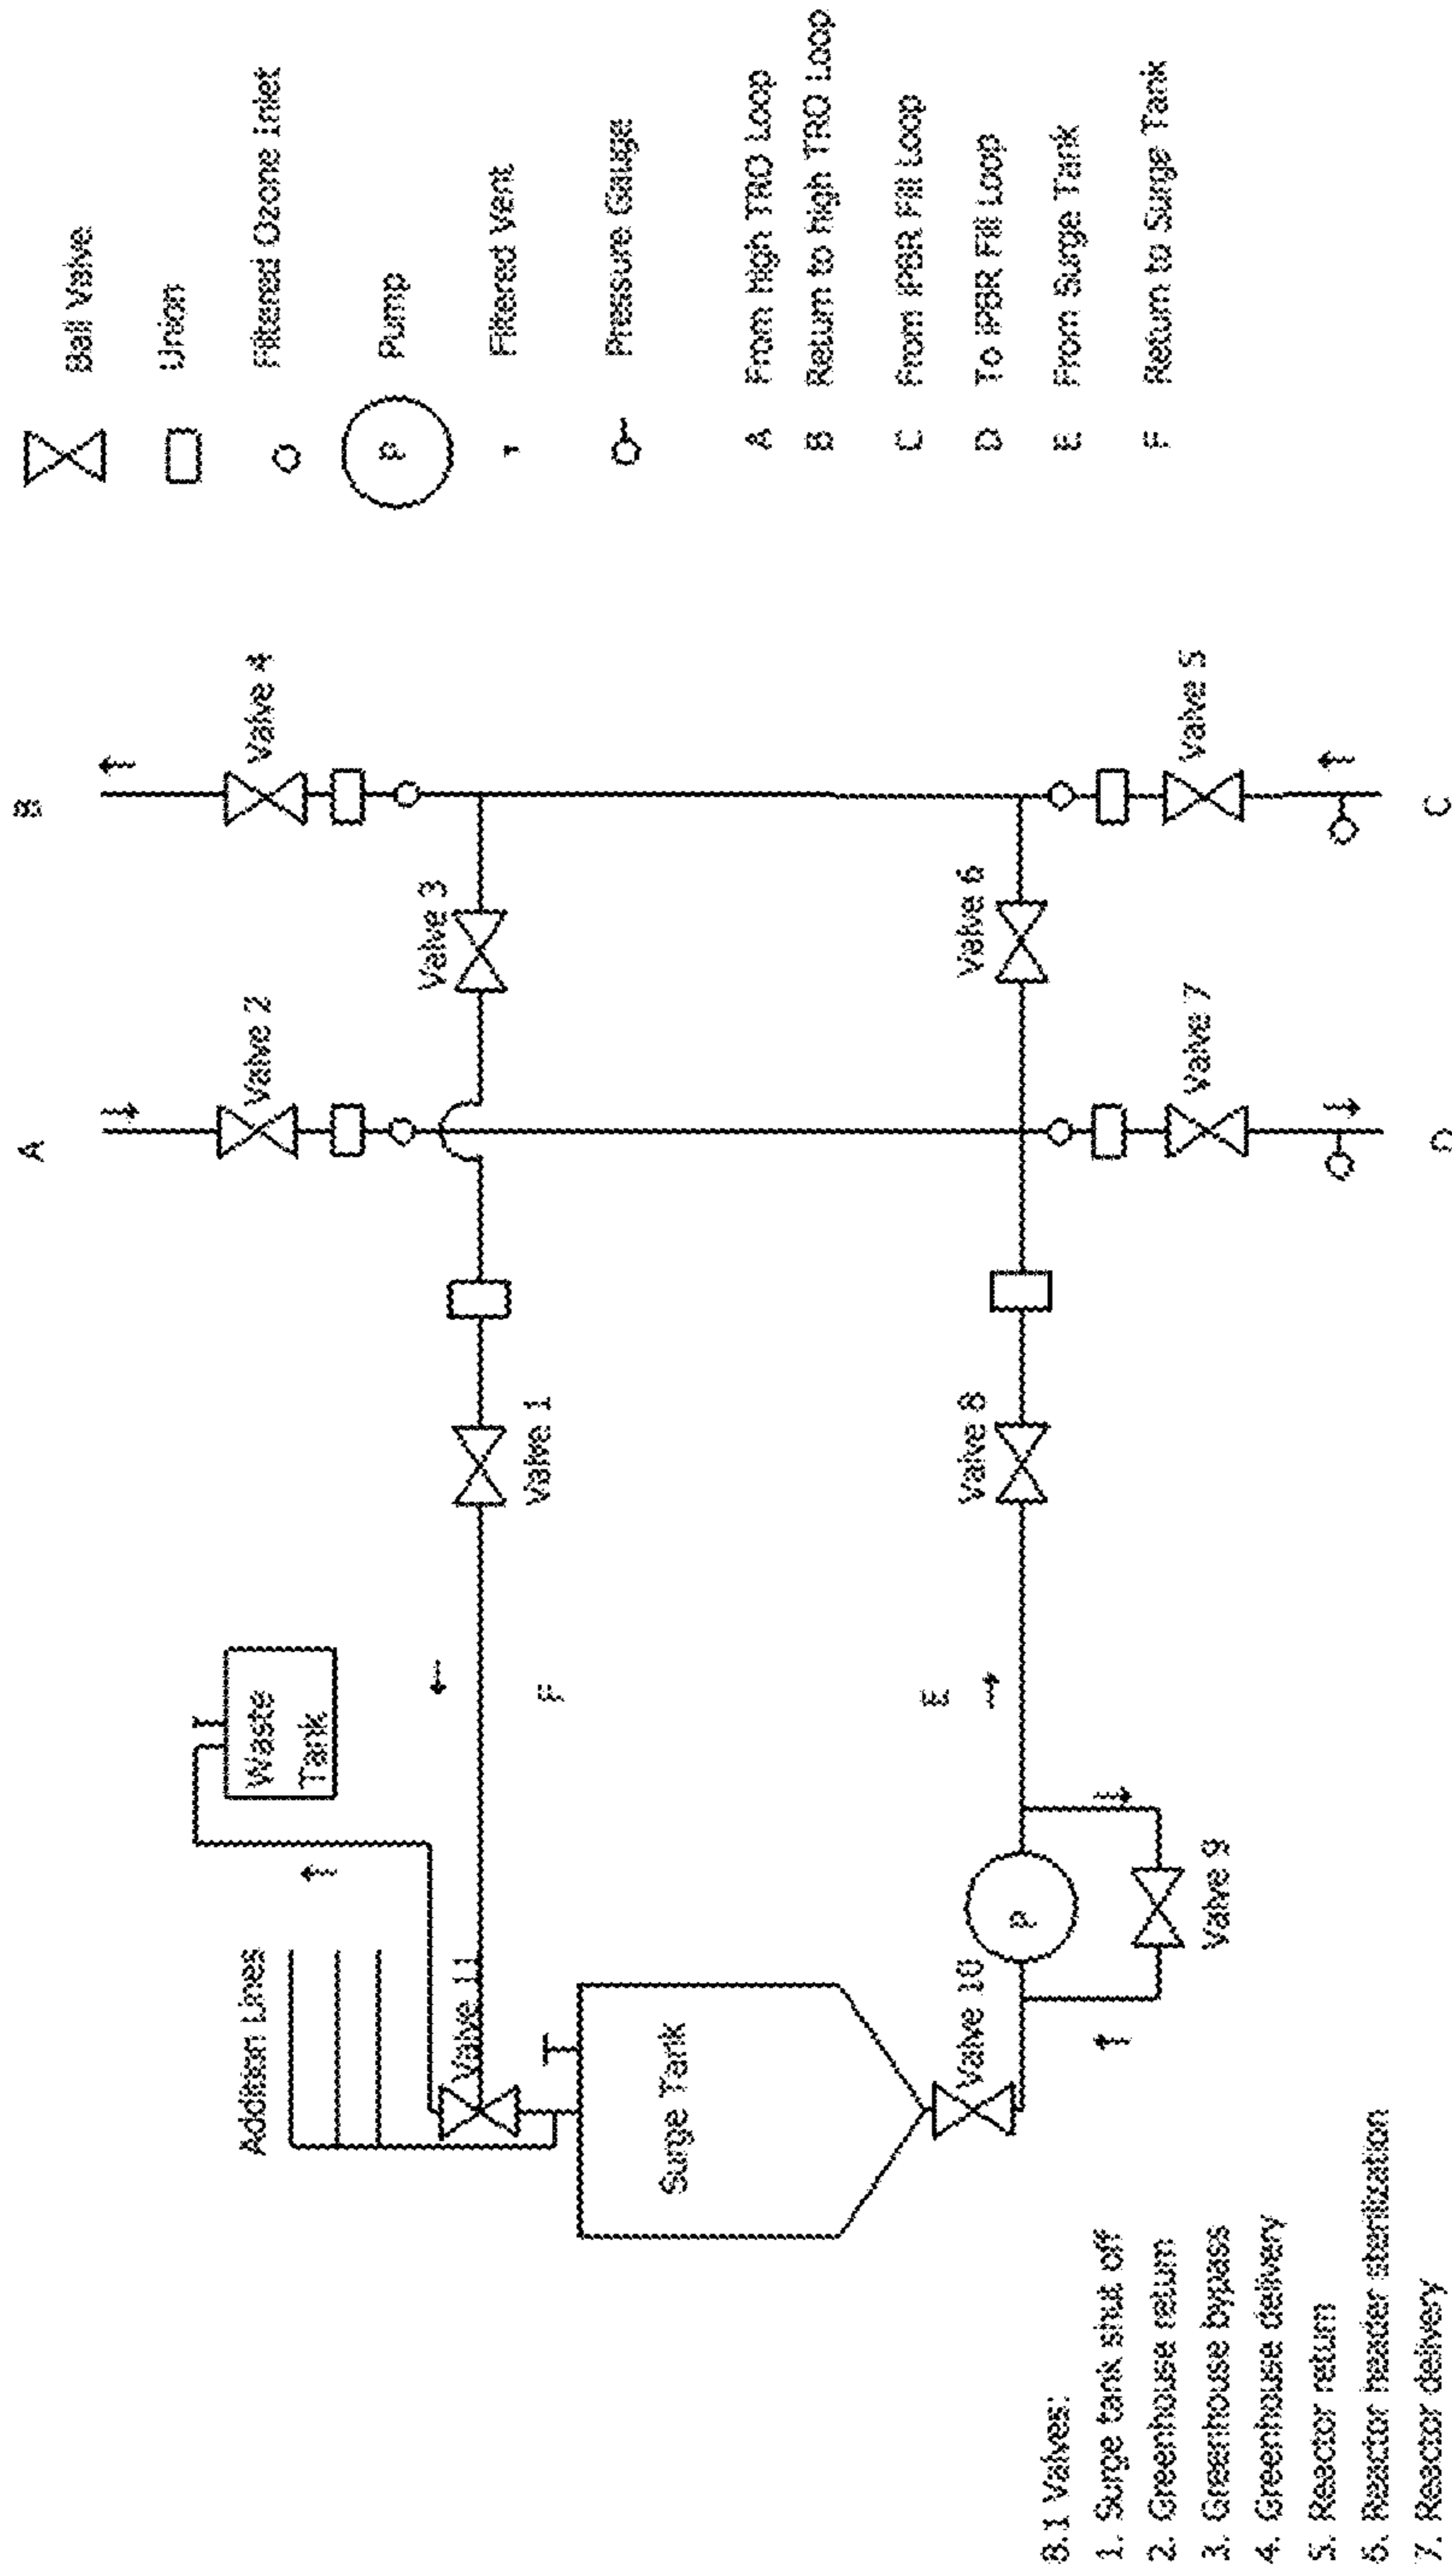 Ball Valve
Union
Filtered Ozone Inlet
P
Pump
Filtered Vent
Pressure Gauge
A From High TRO Loop
B Return to high TRO Loop
C From IPBR Fill Loop
D To IPBR Fill Loop
E From Surge Tank
F Return to Surge Tank
B
Valve 4
Valve 3
Valve 6
Valve 5
C
A
Valve 2
Valve 7
D
Valve 1
Valve 8
Waste
Tank
F
E
Addition Lines
Valve 11
Surge Tank
Valve 10
P
Valve 9
8.1 Valves:
1. Surge tank shut off
2. Greenhouse return
3. Greenhouse bypass
4. Greenhouse delivery
5. Reactor return
6. Reactor header sterilization
7. Reactor delivery